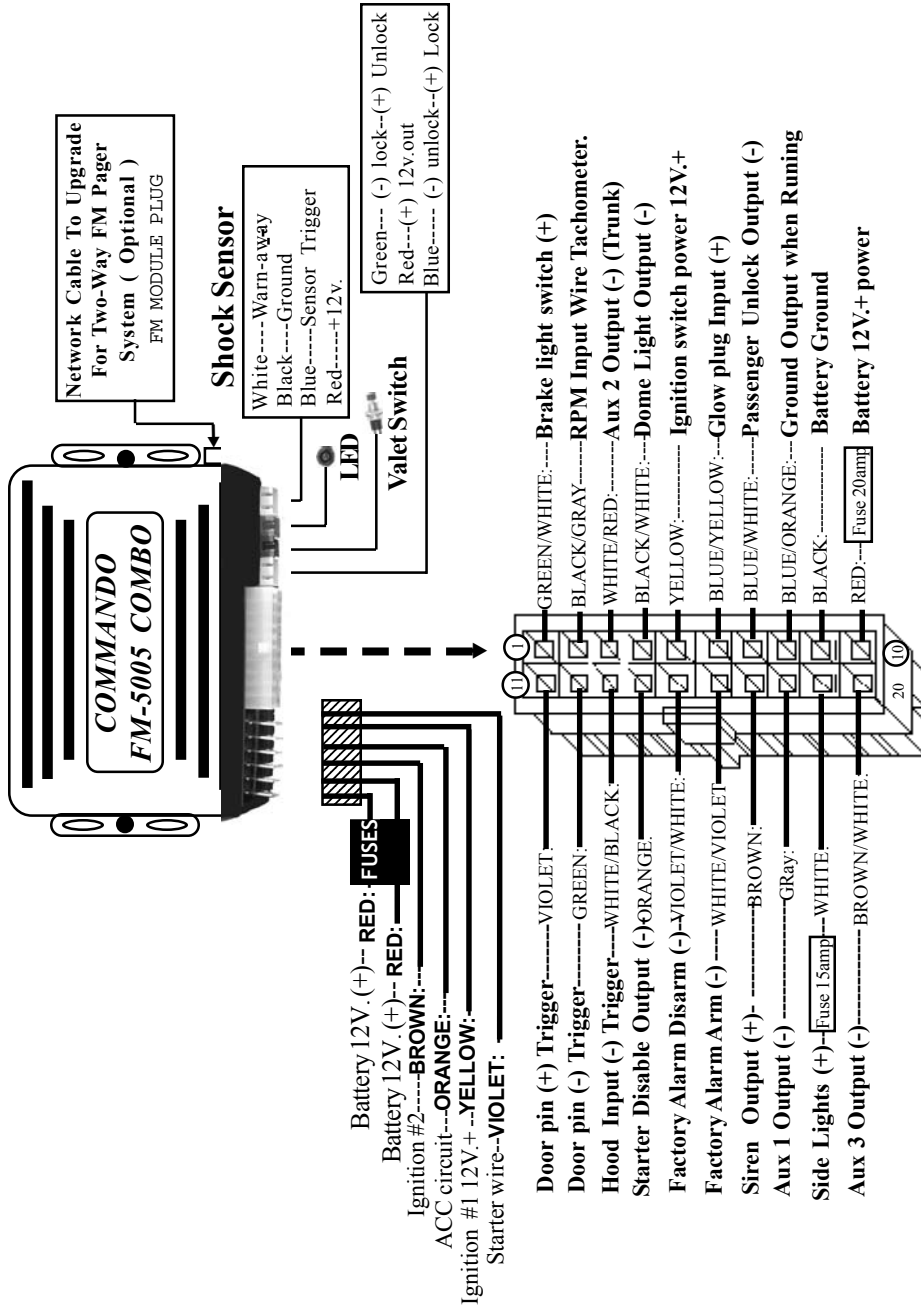 Network Cable To Upgrade
For Two-Way FM Pager
System ( Optional )
FM MODULE PLUG
COMMANDO
FM-5005 COMBO
Shock Sensor
White----Warn-away
Black---Ground
Blue-----Sensor Trigger
Red-----+12v.
LED
Valet Switch
Green--- (-) lock--(+) Unlock
Red---(+) 12v.out
Blue----- (-) unlock--(+) Lock
Battery 12V. (+)-- RED:- FUSES
Battery 12V. (+)-- RED:
Ignition #2-----BROWN:---
ACC circuit---ORANGE:--
Ignition #1 12V.+ --YELLOW:-
Starter wire--VIOLET:
11 1
Door pin (+) Trigger------VIOLET.
Door pin (-) Trigger-------GREEN:
Hood Input (-) Trigger----WHITE/BLACK:
Starter Disable Output (-)-ORANGE.
Factory Alarm Disarm (-)-VIOLET/WHITE:
Factory Alarm Arm (-) ----WHITE/VIOLET
Siren Output (+)- -----------BROWN:
Aux 1 Output (-) ------------GRay:
Side Lights (+)--Fuse 15amp---WHITE.
Aux 3 Output (-)--------------BROWN/WHITE.
GREEN/WHITE:----Brake light switch (+)
BLACK/GRAY------RPM Input Wire Tachometer.
WHITE/RED:-------Aux 2 Output (-) (Trunk)
BLACK/WHITE:---Dome Light Output (-)
YELLOW:-----------Ignition switch power 12V.+
BLUE/YELLOW:----Glow plug Input (+)
BLUE/WHITE:----Passenger Unlock Output (-)
BLUE/ORANGE:---Ground Output when Runing
BLACK:--------------Battery Ground
RED:---Fuse 20amp Battery 12V.+ power
20 10